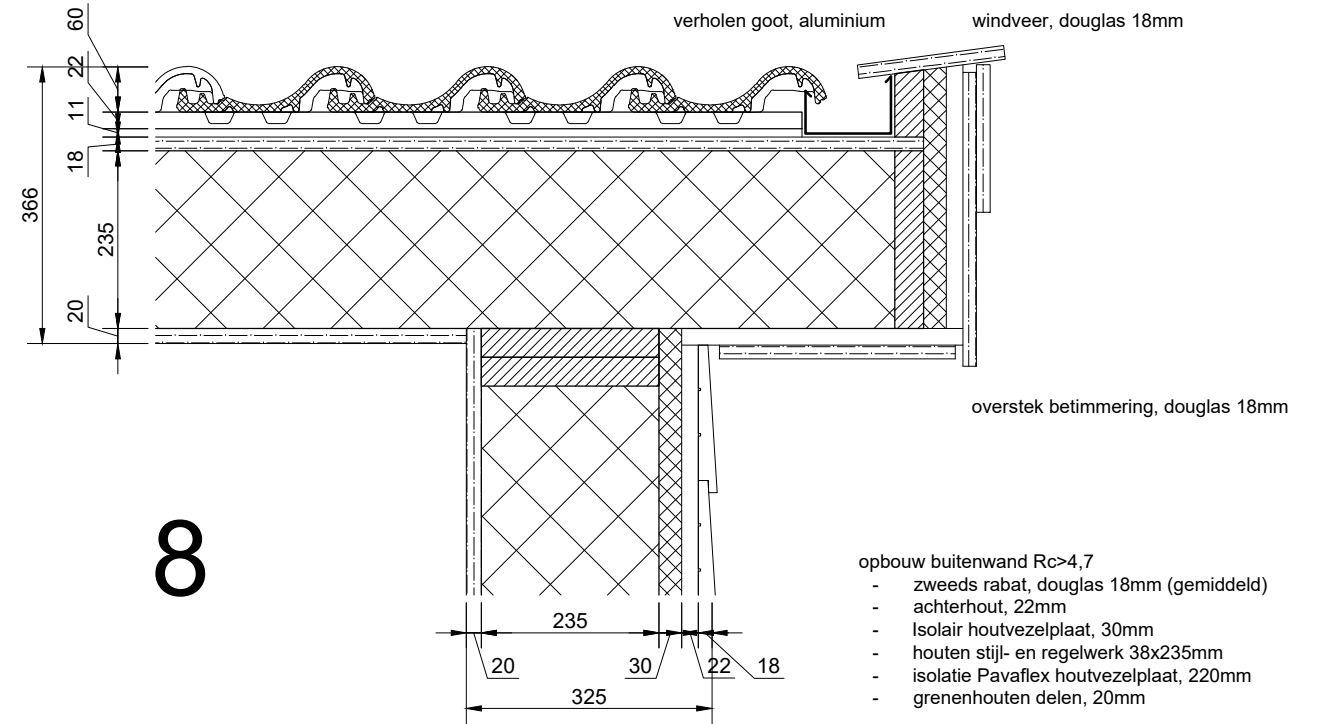 verholen goot, aluminium
windveer, douglas 18mm
60
22
11
18
366
235
20
overstek betimmering, douglas 18mm
8
opbouw buitenwand Rc>4,7
- zweeds rabat, douglas 18mm (gemiddeld)
- achterhout, 22mm
- Isolair houtvezelplaat, 30mm
- houten stijl- en regelwerk 38x235mm
- isolatie Pavaflex houtvezelplaat, 220mm
- grenenhouten delen, 20mm
235
20
30
22
18
325